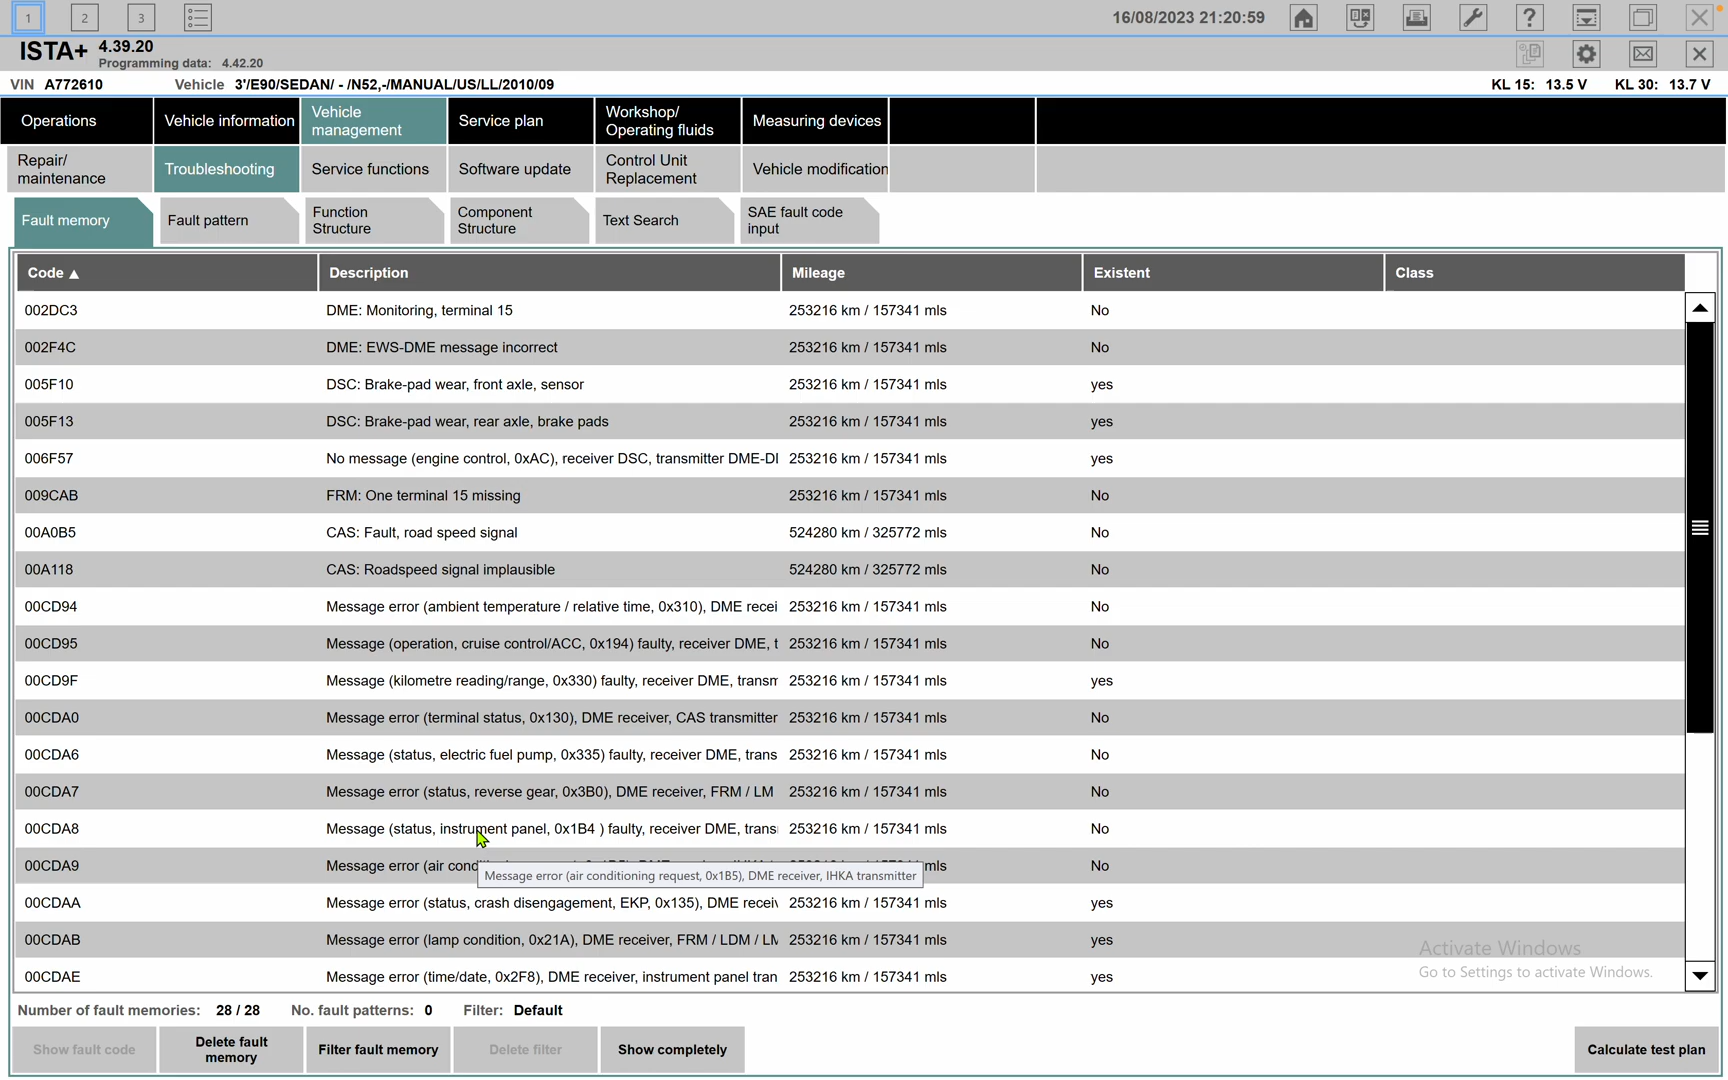 1 2 3 16/08/2023 21:20:59 ?
ISTA+ 4.39.20
Programming data: 4.42.20
VIN A772610 Vehicle 3'/E90/SEDAN/ - /N52,-/MANUAL/US/LL/2010/09 KL 15: 13.5 V KL 30: 13.7 V
Operations Vehicle information Vehicle management Service plan Workshop/ Operating fluids Measuring devices
Repair/ maintenance Troubleshooting Service functions Software update Control Unit Replacement Vehicle modification
Fault memory Fault pattern Function Structure Component Structure Text Search SAE fault code input
Code ▲ Description Mileage Existent Class
002DC3 DME: Monitoring, terminal 15 253216 km / 157341 mls No
002F4C DME: EWS-DME message incorrect 253216 km / 157341 mls No
005F10 DSC: Brake-pad wear, front axle, sensor 253216 km / 157341 mls yes
005F13 DSC: Brake-pad wear, rear axle, brake pads 253216 km / 157341 mls yes
006F57 No message (engine control, 0xAC), receiver DSC, transmitter DME-DI 253216 km / 157341 mls yes
009CAB FRM: One terminal 15 missing 253216 km / 157341 mls No
00A0B5 CAS: Fault, road speed signal 524280 km / 325772 mls No
00A118 CAS: Roadspeed signal implausible 524280 km / 325772 mls No
00CD94 Message error (ambient temperature / relative time, 0x310), DME recei 253216 km / 157341 mls No
00CD95 Message (operation, cruise control/ACC, 0x194) faulty, receiver DME, t 253216 km / 157341 mls No
00CD9F Message (kilometre reading/range, 0x330) faulty, receiver DME, transm 253216 km / 157341 mls yes
00CDA0 Message error (terminal status, 0x130), DME receiver, CAS transmitter 253216 km / 157341 mls No
00CDA6 Message (status, electric fuel pump, 0x335) faulty, receiver DME, trans 253216 km / 157341 mls No
00CDA7 Message error (status, reverse gear, 0x3B0), DME receiver, FRM / LM 253216 km / 157341 mls No
00CDA8 Message (status, instrument panel, 0x1B4 ) faulty, receiver DME, trans 253216 km / 157341 mls No
00CDA9 Message error (air cond mls No
Message error (air conditioning request, 0x1B5), DME receiver, IHKA transmitter
00CDAA Message error (status, crash disengagement, EKP, 0x135), DME receiv 253216 km / 157341 mls yes
00CDAB Message error (lamp condition, 0x21A), DME receiver, FRM / LDM / LM 253216 km / 157341 mls yes
00CDAE Message error (time/date, 0x2F8), DME receiver, instrument panel tran 253216 km / 157341 mls yes
Activate Windows
Go to Settings to activate Windows.
Number of fault memories: 28 / 28 No. fault patterns: 0 Filter: Default
Show fault code Delete fault memory Filter fault memory Delete filter Show completely Calculate test plan